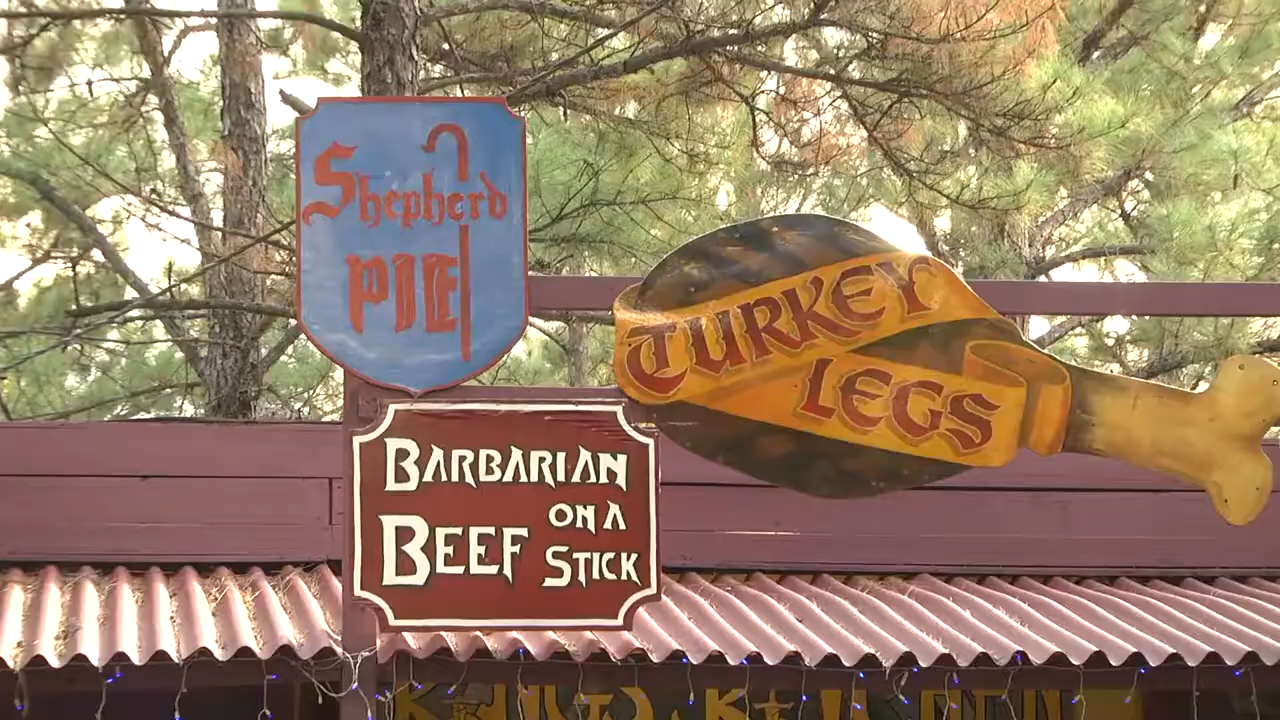 Shepherd
PIE
TURKEY
LEGS
BARBARIAN
BEEF ON A
STICK